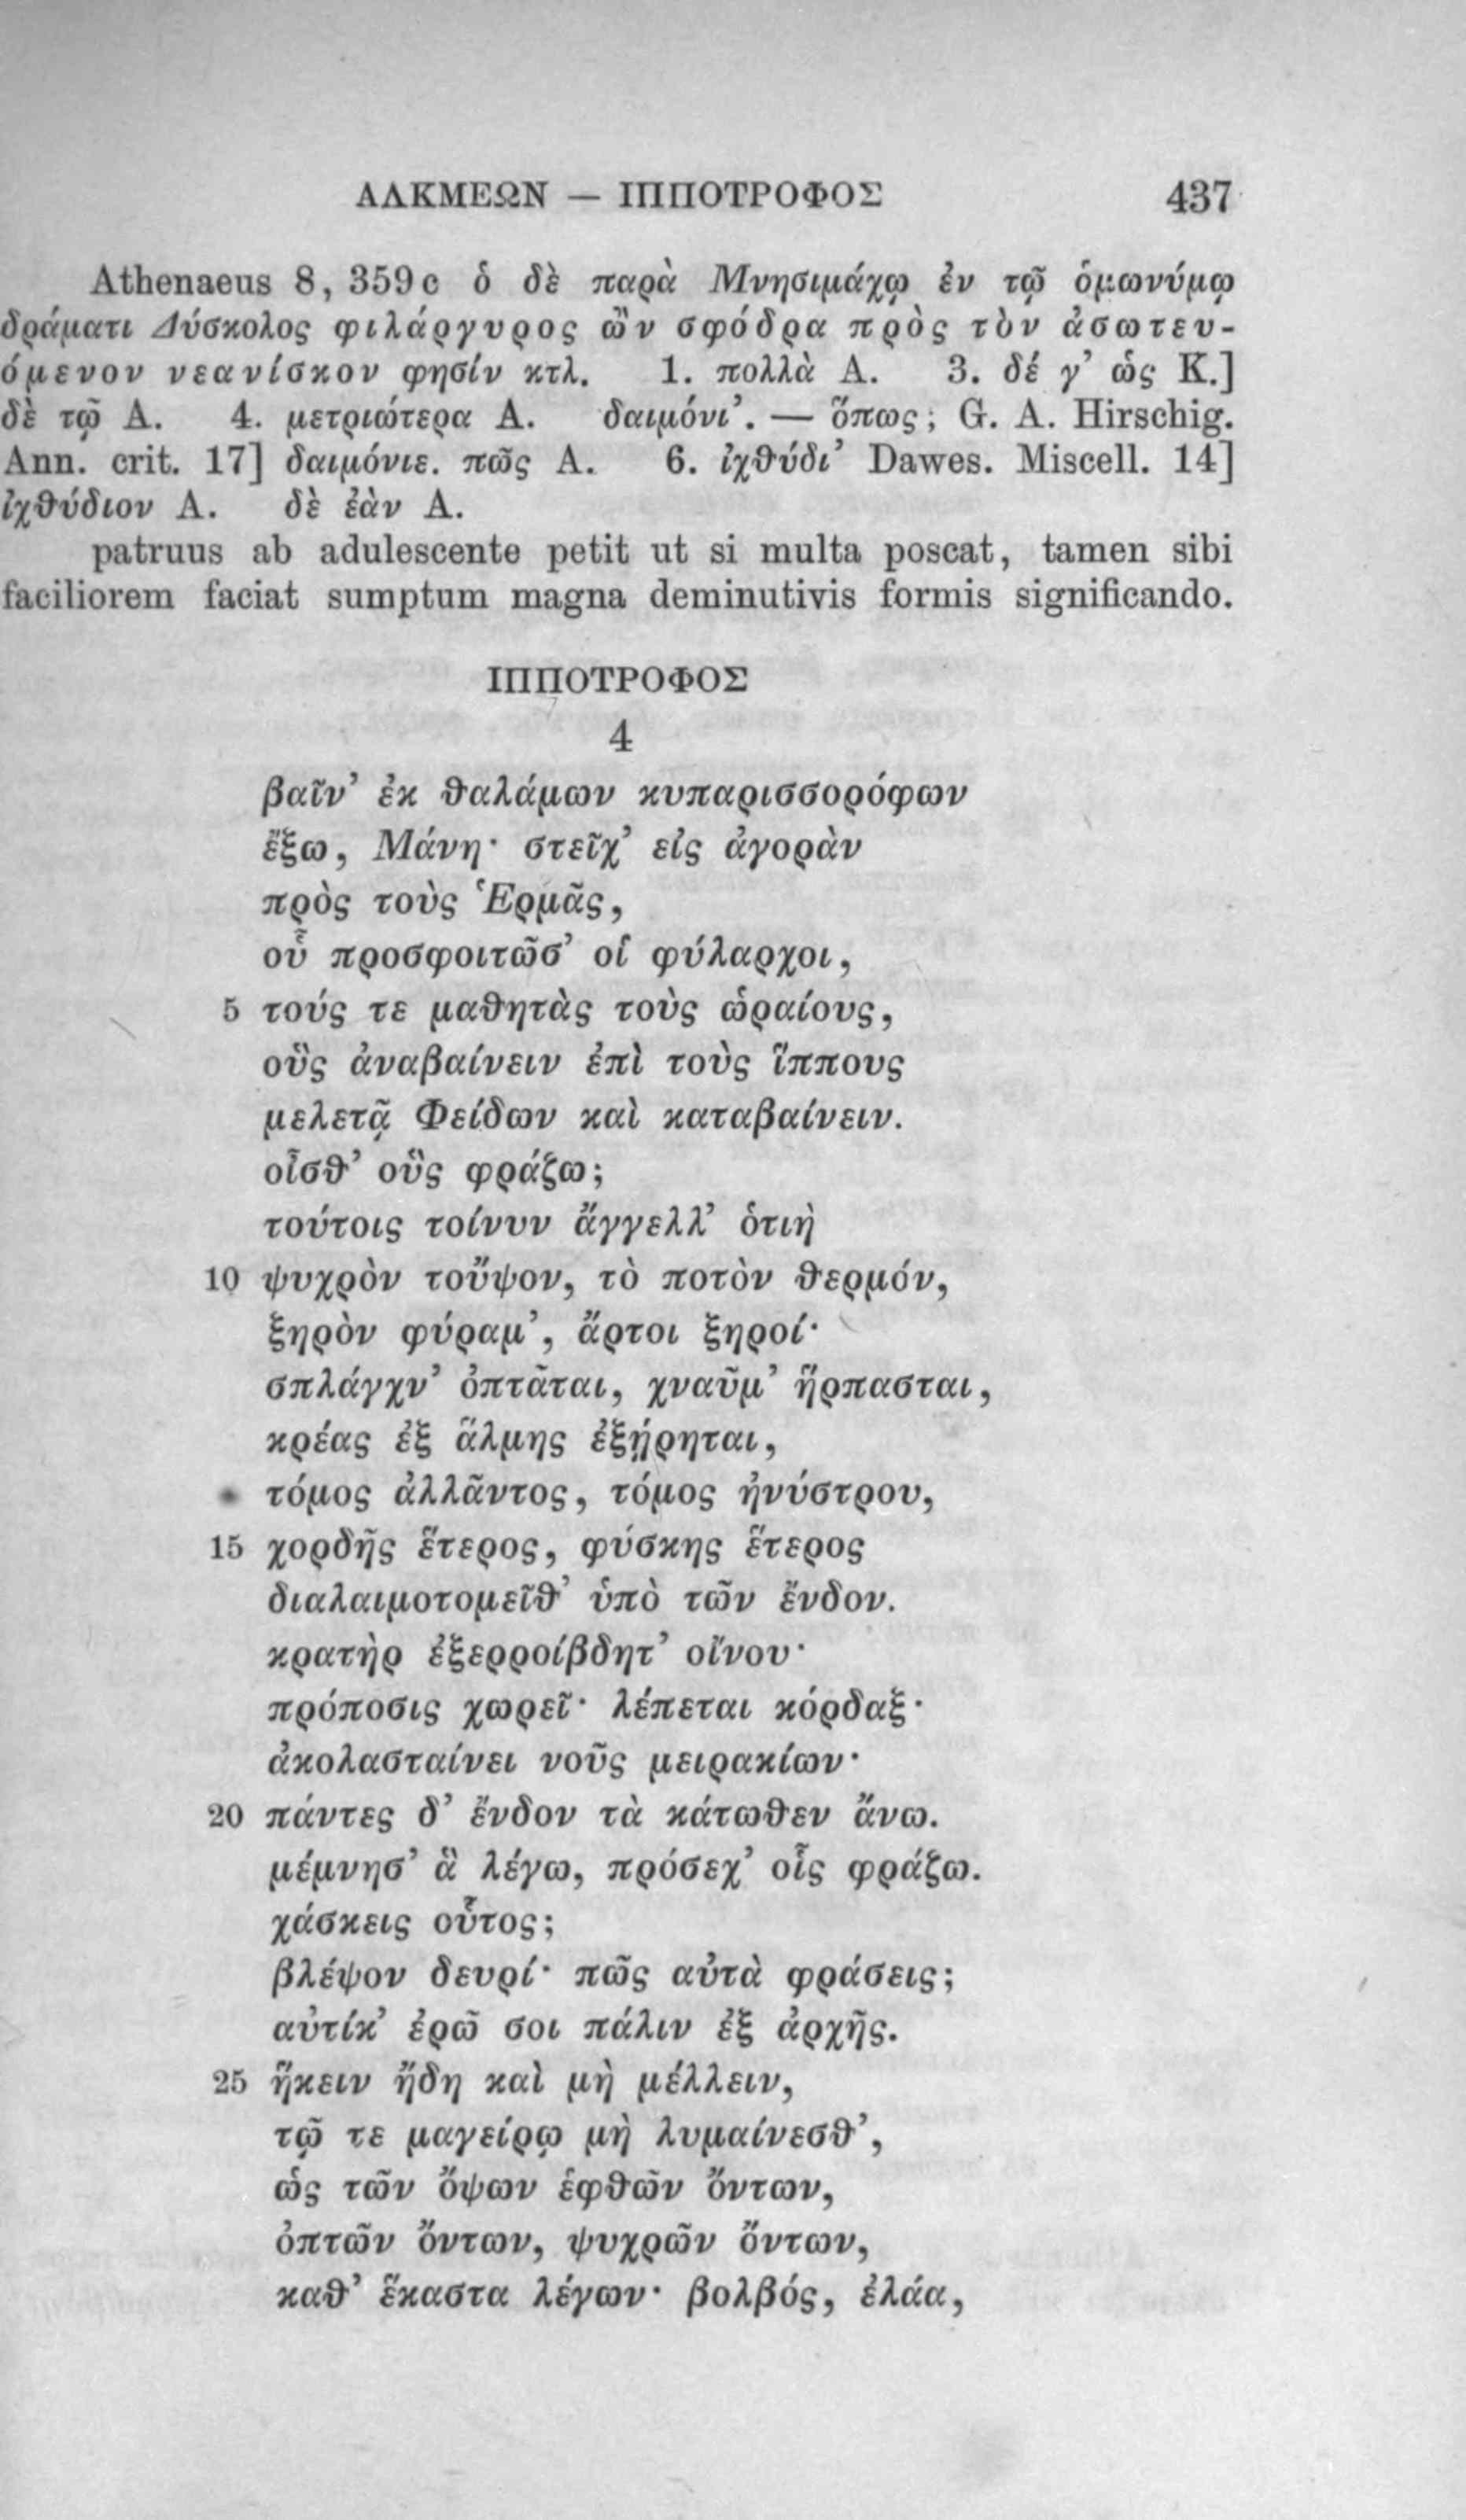 ΑΛΚΜΕΩΝ — ΙΠΠΟΤΡΟΦΟΣ 437
Athenaeus 8, 359c ὁ δὲ παρὰ Μνησιμάχῳ ἐν τῷ ὁμωνύμῳ
δράματι Δύσκολος φιλάργυρος ὢν σφόδρα πρὸς τὸν ἀσωτευ-
όμενον νεανίσκον φησίν κτλ. 1. πολλὰ A. 3. δέ γ’ ὡς K.]
δὲ τῷ A. 4. μετριώτερα A. δαιμόνι’. — ὅπως; G. A. Hirschig.
Ann. crit. 17] δαιμόνιε. πῶς A. 6. ἰχθύδι’ Dawes. Miscell. 14]
ἰχθύδιον A. δὲ ἐὰν A.
patruus ab adulescente petit ut si multa poscat, tamen sibi
faciliorem faciat sumptum magna deminutivis formis significando.
ΙΠΠΟΤΡΟΦΟΣ
4
βαῖν’ ἐκ θαλάμων κυπαρισσορόφων
ἔξω, Μάνη· στεῖχ’ εἰς ἀγορὰν
πρὸς τοὺς Ἑρμᾶς,
οὗ προσφοιτῶσ’ οἱ φύλαρχοι,
5 τούς τε μαθητὰς τοὺς ὡραίους,
οὓς ἀναβαίνειν ἐπὶ τοὺς ἵππους
μελετᾷ Φείδων καὶ καταβαίνειν.
οἶσθ’ οὓς φράζω;
τούτοις τοίνυν ἄγγελλ’ ὁτιὴ
10 ψυχρὸν τοὔψον, τὸ ποτὸν θερμόν,
ξηρὸν φύραμ’, ἄρτοι ξηροί·
σπλάγχν’ ὀπτᾶται, χναῦμ’ ἥρπασται,
κρέας ἐξ ἅλμης ἐξῄρηται,
τόμος ἀλλᾶντος, τόμος ἠνύστρου,
15 χορδῆς ἕτερος, φύσκης ἕτερος
διαλαιμοτομεῖθ’ ὑπὸ τῶν ἔνδον.
κρατὴρ ἐξερροίβδητ’ οἴνου·
πρόποσις χωρεῖ· λέπεται κόρδαξ·
ἀκολασταίνει νοῦς μειρακίων·
20 πάντες δ’ ἔνδον τὰ κάτωθεν ἄνω.
μέμνησ’ ἃ λέγω, πρόσεχ’ οἷς φράζω.
χάσκεις οὗτος;
βλέψον δευρί· πῶς αὐτὰ φράσεις;
αὐτίκ’ ἐρῶ σοι πάλιν ἐξ ἀρχῆς.
25 ἥκειν ἤδη καὶ μὴ μέλλειν,
τῷ τε μαγείρῳ μὴ λυμαίνεσθ’,
ὡς τῶν ὄψων ἑφθῶν ὄντων,
ὀπτῶν ὄντων, ψυχρῶν ὄντων,
καθ’ ἕκαστα λέγων· βολβός, ἐλάα,